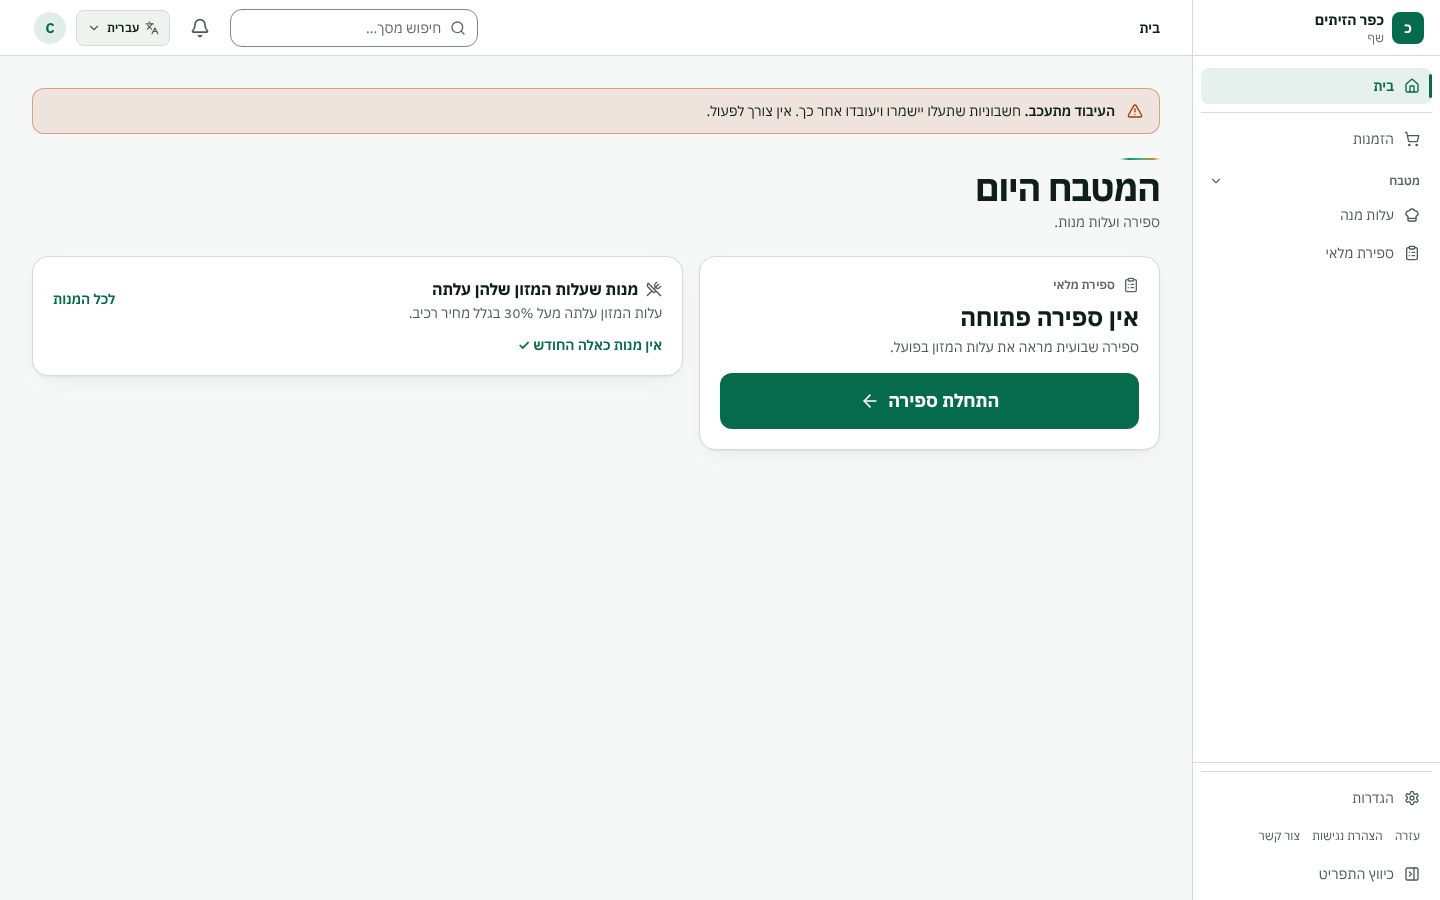 כ
כפר הזיתים
שף
בית
הזמנות
מטבח
עלות מנה
ספירת מלאי
הגדרות
עזרה הצהרת נגישות צור קשר
כיווץ התפריט
בית
חיפוש מסך...
עברית
C
העיבוד מתעכב. חשבוניות שתעלו יישמרו ויעובדו אחר כך. אין צורך לפעול.
המטבח היום
ספירה ועלות מנות.
ספירת מלאי
אין ספירה פתוחה
ספירה שבועית מראה את עלות המזון בפועל.
התחלת ספירה ←
מנות שעלות המזון שלהן עלתה
עלות המזון עלתה מעל 30% בגלל מחיר רכיב.
לכל המנות
אין מנות כאלה החודש ✓